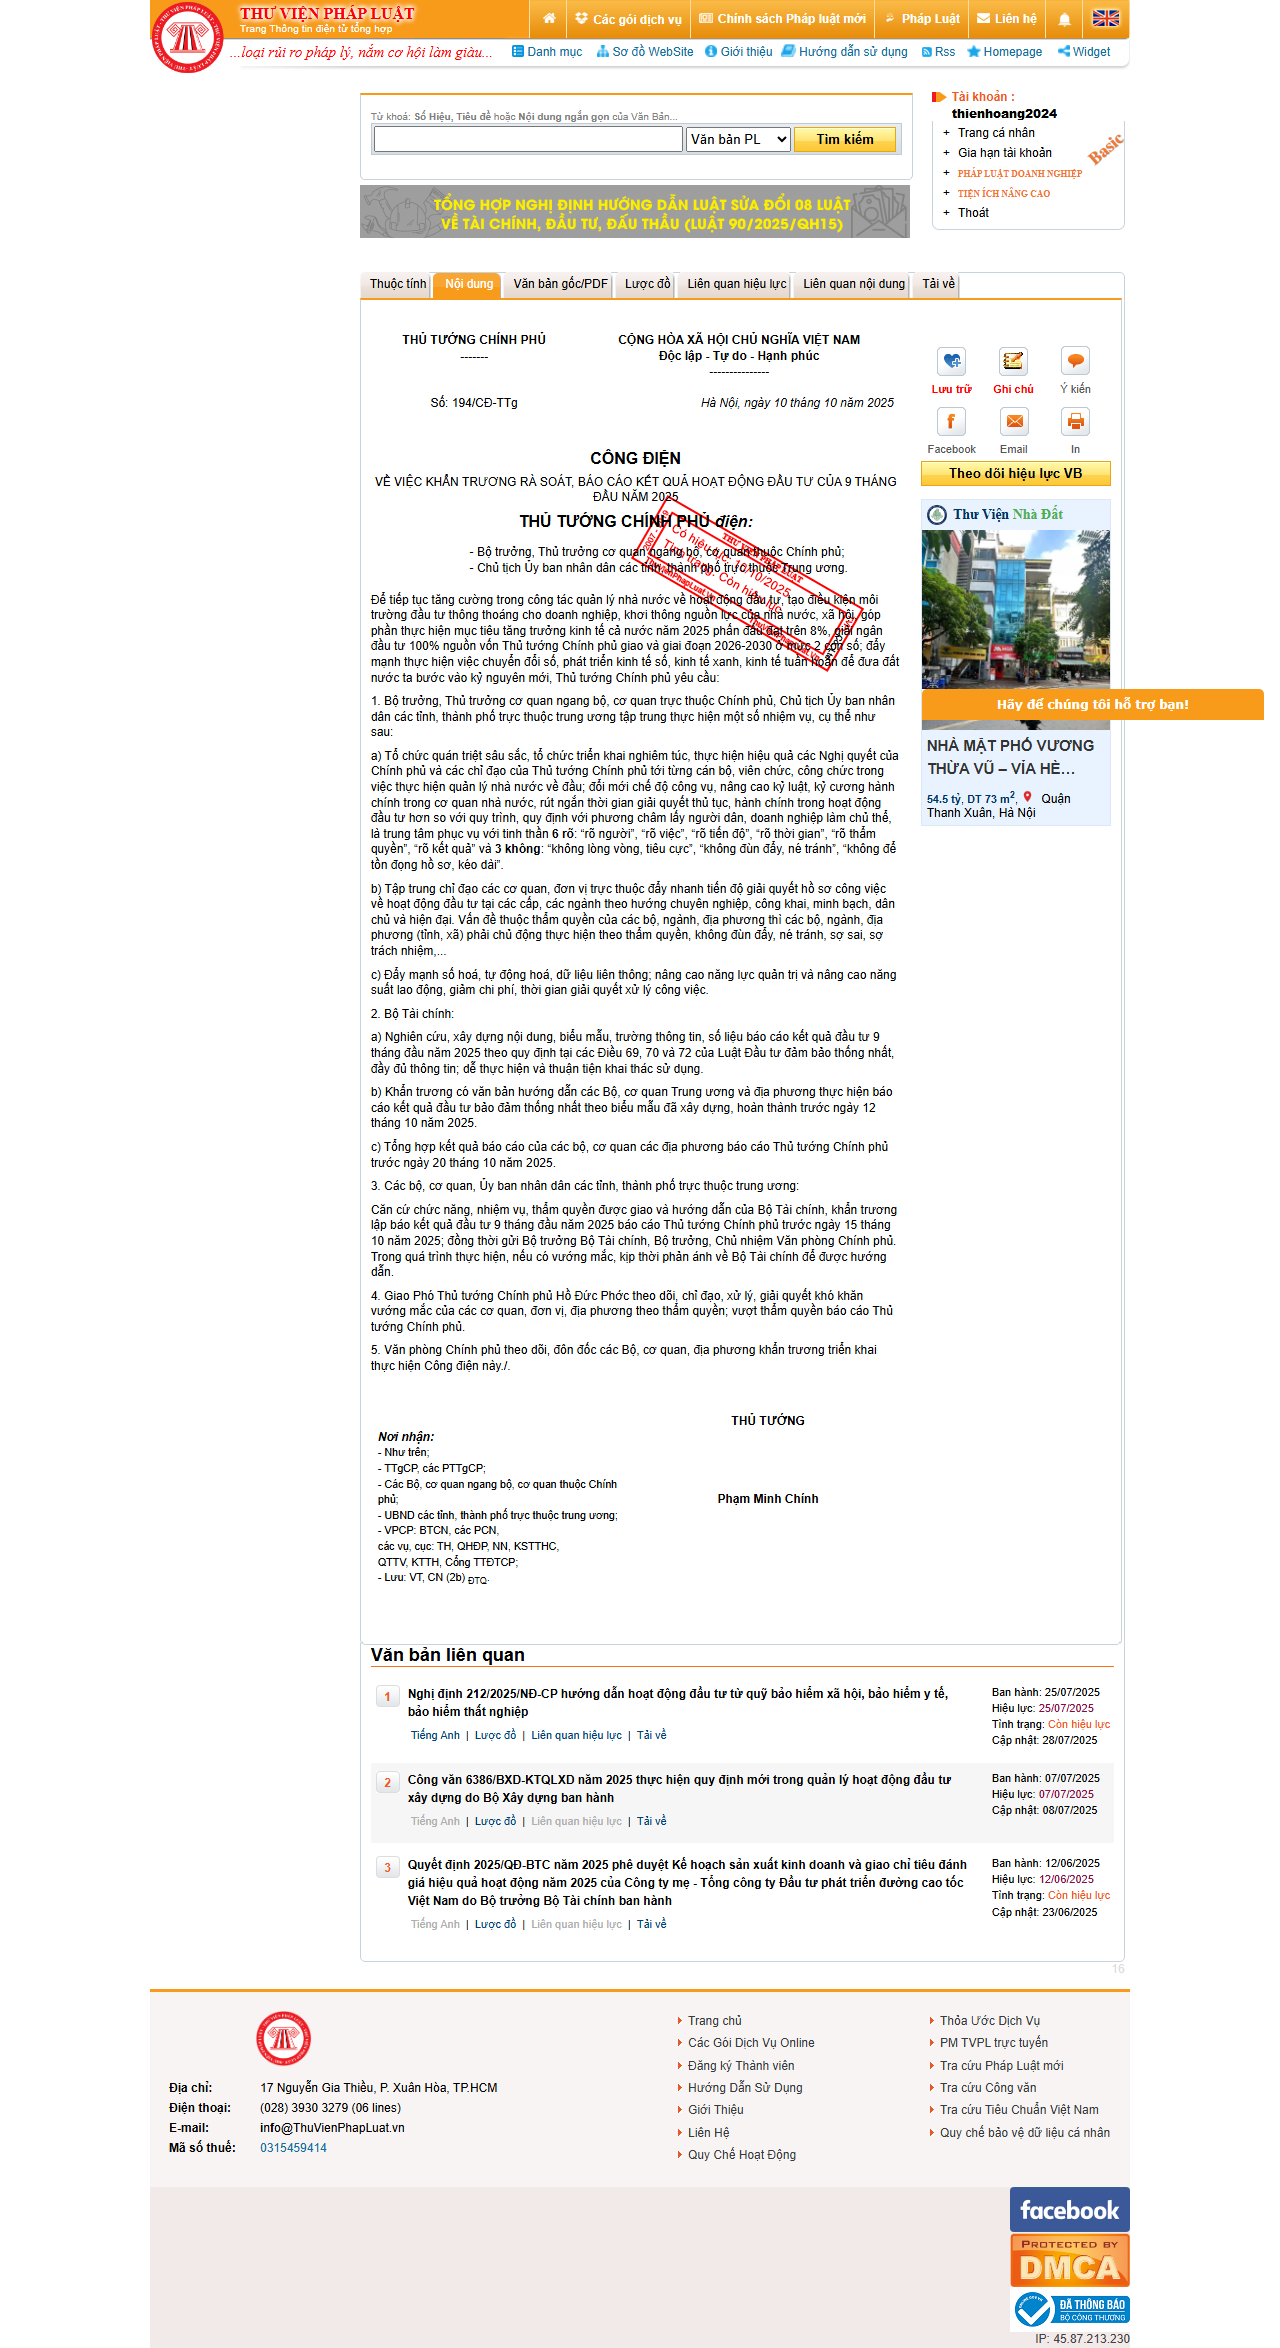 THƯ VIỆN PHÁP LUẬT
Trang Thông tin điện tử tổng hợp
Các gói dịch vụ
Chính sách Pháp luật mới
Pháp Luật
Liên hệ
...loại rủi ro pháp lý, nắm cơ hội làm giàu...
Danh mục
Sơ đồ WebSite
Giới thiệu
Hướng dẫn sử dụng
Rss
Homepage
Widget
Từ khoá: Số Hiệu, Tiêu đề hoặc Nội dung ngắn gọn của Văn Bản...
Văn bản PL
Tìm kiếm
Tài khoản :
thienhoang2024
+ Trang cá nhân
+ Gia hạn tài khoản
+ PHÁP LUẬT DOANH NGHIỆP
+ TIỆN ÍCH NÂNG CAO
+ Thoát
Basic
TỔNG HỢP NGHỊ ĐỊNH HƯỚNG DẪN LUẬT SỬA ĐỔI 08 LUẬT
VỀ TÀI CHÍNH, ĐẦU TƯ, ĐẤU THẦU (LUẬT 90/2025/QH15)
Thuộc tính
Nội dung
Văn bản gốc/PDF
Lược đồ
Liên quan hiệu lực
Liên quan nội dung
Tải về
THỦ TƯỚNG CHÍNH PHỦ
-------
CỘNG HÒA XÃ HỘI CHỦ NGHĨA VIỆT NAM
Độc lập - Tự do - Hạnh phúc
---------------
Số: 194/CĐ-TTg
Hà Nội, ngày 10 tháng 10 năm 2025
CÔNG ĐIỆN
VỀ VIỆC KHẨN TRƯƠNG RÀ SOÁT, BÁO CÁO KẾT QUẢ HOẠT ĐỘNG ĐẦU TƯ CỦA 9 THÁNG
ĐẦU NĂM 2025
THỦ TƯỚNG CHÍNH PHỦ điện:
- Bộ trưởng, Thủ trưởng cơ quan ngang bộ, cơ quan thuộc Chính phủ;
- Chủ tịch Ủy ban nhân dân các tỉnh, thành phố trực thuộc Trung ương.
THƯ VIỆN PHÁP LUẬT
Có hiệu lực: 10/10/2025
Tình trạng: Còn hiệu lực
Để tiếp tục tăng cường trong công tác quản lý nhà nước về hoạt động đầu tư, tạo điều kiện môi
trường đầu tư thông thoáng cho doanh nghiệp, khơi thông nguồn lực của nhà nước, xã hội, góp
phần thực hiện mục tiêu tăng trưởng kinh tế cả nước năm 2025 phấn đấu đạt trên 8%, giải ngân
đầu tư 100% nguồn vốn Thủ tướng Chính phủ giao và giai đoạn 2026-2030 ở mức 2 con số; đẩy
mạnh thực hiện việc chuyển đổi số, phát triển kinh tế số, kinh tế xanh, kinh tế tuần hoàn để đưa đất
nước ta bước vào kỷ nguyên mới, Thủ tướng Chính phủ yêu cầu:
1. Bộ trưởng, Thủ trưởng cơ quan ngang bộ, cơ quan trực thuộc Chính phủ, Chủ tịch Ủy ban nhân
dân các tỉnh, thành phố trực thuộc trung ương tập trung thực hiện một số nhiệm vụ, cụ thể như
sau:
a) Tổ chức quán triệt sâu sắc, tổ chức triển khai nghiêm túc, thực hiện hiệu quả các Nghị quyết của
Chính phủ và các chỉ đạo của Thủ tướng Chính phủ tới từng cán bộ, viên chức, công chức trong
việc thực hiện quản lý nhà nước về đầu; đổi mới chế độ công vụ, nâng cao kỷ luật, kỷ cương hành
chính trong cơ quan nhà nước, rút ngắn thời gian giải quyết thủ tục, hành chính trong hoạt động
đầu tư hơn so với quy trình, quy định với phương châm lấy người dân, doanh nghiệp làm chủ thể,
là trung tâm phục vụ với tinh thần 6 rõ: “rõ người”, “rõ việc”, “rõ tiến độ”, “rõ thời gian”, “rõ thẩm
quyền”, “rõ kết quả” và 3 không: “không lòng vòng, tiêu cực”, “không đùn đẩy, né tránh”, “không để
tồn đọng hồ sơ, kéo dài”.
b) Tập trung chỉ đạo các cơ quan, đơn vị trực thuộc đẩy nhanh tiến độ giải quyết hồ sơ công việc
về hoạt động đầu tư tại các cấp, các ngành theo hướng chuyên nghiệp, công khai, minh bạch, dân
chủ và hiện đại. Vấn đề thuộc thẩm quyền của các bộ, ngành, địa phương thì các bộ, ngành, địa
phương (tỉnh, xã) phải chủ động thực hiện theo thẩm quyền, không đùn đẩy, né tránh, sợ sai, sợ
trách nhiệm,...
c) Đẩy mạnh số hoá, tự động hoá, dữ liệu liên thông; nâng cao năng lực quản trị và nâng cao năng
suất lao động, giảm chi phí, thời gian giải quyết xử lý công việc.
2. Bộ Tài chính:
a) Nghiên cứu, xây dựng nội dung, biểu mẫu, trường thông tin, số liệu báo cáo kết quả đầu tư 9
tháng đầu năm 2025 theo quy định tại các Điều 69, 70 và 72 của Luật Đầu tư đảm bảo thống nhất,
đầy đủ thông tin; dễ thực hiện và thuận tiện khai thác sử dụng.
b) Khẩn trương có văn bản hướng dẫn các Bộ, cơ quan Trung ương và địa phương thực hiện báo
cáo kết quả đầu tư bảo đảm thống nhất theo biểu mẫu đã xây dựng, hoàn thành trước ngày 12
tháng 10 năm 2025.
c) Tổng hợp kết quả báo cáo của các bộ, cơ quan các địa phương báo cáo Thủ tướng Chính phủ
trước ngày 20 tháng 10 năm 2025.
3. Các bộ, cơ quan, Ủy ban nhân dân các tỉnh, thành phố trực thuộc trung ương:
Căn cứ chức năng, nhiệm vụ, thẩm quyền được giao và hướng dẫn của Bộ Tài chính, khẩn trương
lập báo kết quả đầu tư 9 tháng đầu năm 2025 báo cáo Thủ tướng Chính phủ trước ngày 15 tháng
10 năm 2025; đồng thời gửi Bộ trưởng Bộ Tài chính, Bộ trưởng, Chủ nhiệm Văn phòng Chính phủ.
Trong quá trình thực hiện, nếu có vướng mắc, kịp thời phản ánh về Bộ Tài chính để được hướng
dẫn.
4. Giao Phó Thủ tướng Chính phủ Hồ Đức Phớc theo dõi, chỉ đạo, xử lý, giải quyết khó khăn
vướng mắc của các cơ quan, đơn vị, địa phương theo thẩm quyền; vượt thẩm quyền báo cáo Thủ
tướng Chính phủ.
5. Văn phòng Chính phủ theo dõi, đôn đốc các Bộ, cơ quan, địa phương khẩn trương triển khai
thực hiện Công điện này./.
Nơi nhận:
- Như trên;
- TTgCP, các PTTgCP;
- Các Bộ, cơ quan ngang bộ, cơ quan thuộc Chính
phủ;
- UBND các tỉnh, thành phố trực thuộc trung ương;
- VPCP: BTCN, các PCN,
các vụ, cục: TH, QHĐP, NN, KSTTHC,
QTTV, KTTH, Cổng TTĐTCP;
- Lưu: VT, CN (2b) ĐTQ.
THỦ TƯỚNG
Phạm Minh Chính
Lưu trữ
Ghi chú
Ý kiến
Facebook
Email
In
Theo dõi hiệu lực VB
Thư Viện Nhà Đất
Hãy để chúng tôi hỗ trợ bạn!
NHÀ MẶT PHỐ VƯƠNG
THỪA VŨ – VỈA HÈ...
54.5 tỷ, DT 73 m2, Quận
Thanh Xuân, Hà Nội
Văn bản liên quan
1
Nghị định 212/2025/NĐ-CP hướng dẫn hoạt động đầu tư từ quỹ bảo hiểm xã hội, bảo hiểm y tế,
bảo hiểm thất nghiệp
Tiếng Anh | Lược đồ | Liên quan hiệu lực | Tải về
Ban hành: 25/07/2025
Hiệu lực: 25/07/2025
Tình trạng: Còn hiệu lực
Cập nhật: 28/07/2025
2
Công văn 6386/BXD-KTQLXD năm 2025 thực hiện quy định mới trong quản lý hoạt động đầu tư
xây dựng do Bộ Xây dựng ban hành
Tiếng Anh | Lược đồ | Liên quan hiệu lực | Tải về
Ban hành: 07/07/2025
Hiệu lực: 07/07/2025
Cập nhật: 08/07/2025
3
Quyết định 2025/QĐ-BTC năm 2025 phê duyệt Kế hoạch sản xuất kinh doanh và giao chỉ tiêu đánh
giá hiệu quả hoạt động năm 2025 của Công ty mẹ - Tổng công ty Đầu tư phát triển đường cao tốc
Việt Nam do Bộ trưởng Bộ Tài chính ban hành
Tiếng Anh | Lược đồ | Liên quan hiệu lực | Tải về
Ban hành: 12/06/2025
Hiệu lực: 12/06/2025
Tình trạng: Còn hiệu lực
Cập nhật: 23/06/2025
16
Địa chỉ: 17 Nguyễn Gia Thiều, P. Xuân Hòa, TP.HCM
Điện thoại: (028) 3930 3279 (06 lines)
E-mail: info@ThuVienPhapLuat.vn
Mã số thuế: 0315459414
Trang chủ
Các Gói Dịch Vụ Online
Đăng ký Thành viên
Hướng Dẫn Sử Dụng
Giới Thiệu
Liên Hệ
Quy Chế Hoạt Động
Thỏa Ước Dịch Vụ
PM TVPL trực tuyến
Tra cứu Pháp Luật mới
Tra cứu Công văn
Tra cứu Tiêu Chuẩn Việt Nam
Quy chế bảo vệ dữ liệu cá nhân
facebook
PROTECTED BY
DMCA
ĐÃ THÔNG BÁO
BỘ CÔNG THƯƠNG
IP: 45.87.213.230